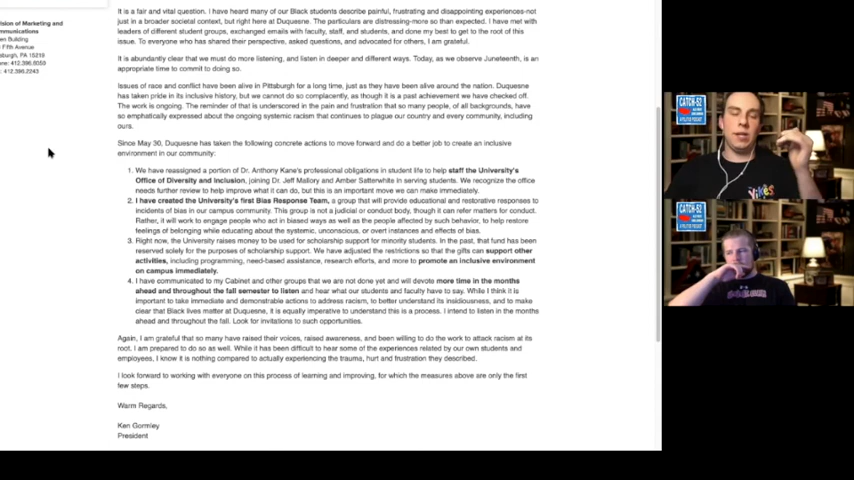 vision of Marketing and
mmunications
en Building
Fifth Avenue
sburgh, PA 15219
ne: 412.396.6050
: 412.396.2243
It is a fair and vital question. I have heard many of our Black students describe painful, frustrating and disappointing experiences-not
just in a broader societal context, but right here at Duquesne. The particulars are distressing-more so than expected. I have met with
leaders of different student groups, exchanged emails with faculty, staff, and students, and done my best to get to the root of this
issue. To everyone who has shared their perspective, asked questions, and advocated for others, I am grateful.
It is abundantly clear that we must do more listening, and listen in deeper and different ways. Today, as we observe Juneteenth, is an
appropriate time to commit to doing so.
Issues of race and conflict have been alive in Pittsburgh for a long time, just as they have been alive around the nation. Duquesne
has taken pride in its inclusive history, but we cannot do so complacently, as though it is a past achievement we have checked off.
The work is ongoing. The reminder of that is underscored in the pain and frustration that so many people, of all backgrounds, have
so emphatically expressed about the ongoing systemic racism that continues to plague our country and every community, including
ours.
Since May 30, Duquesne has taken the following concrete actions to move forward and do a better job to create an inclusive
environment in our community:
1. We have reassigned a portion of Dr. Anthony Kane's professional obligations in student life to help staff the University's
Office of Diversity and Inclusion, joining Dr. Jeff Mallory and Amber Satterwhite in serving students. We recognize the office
needs further review to help improve what it can do, but this is an important move we can make immediately.
2. I have created the University's first Bias Response Team, a group that will provide educational and restorative responses to
incidents of bias in our campus community. This group is not a judicial or conduct body, though it can refer matters for conduct.
Rather, it will work to engage people who act in biased ways as well as the people affected by such behavior, to help restore
feelings of belonging while educating about the systemic, unconscious, or overt instances and effects of bias.
3. Right now, the University raises money to be used for scholarship support for minority students. In the past, that fund has been
reserved solely for the purposes of scholarship support. We have adjusted the restrictions so that the gifts can support other
activities, including programming, need-based assistance, research efforts, and more to promote an inclusive environment
on campus immediately.
4. I have communicated to my Cabinet and other groups that we are not done yet and will devote more time in the months
ahead and throughout the fall semester to listen and hear what our students and faculty have to say. While I think it is
important to take immediate and demonstrable actions to address racism, to better understand its insidiousness, and to make
clear that Black lives matter at Duquesne, it is equally imperative to understand this is a process. I intend to listen in the months
ahead and throughout the fall. Look for invitations to such opportunities.
Again, I am grateful that so many have raised their voices, raised awareness, and been willing to do the work to attack racism at its
root. I am prepared to do so as well. While it has been difficult to hear some of the experiences related by our own students and
employees, I know it is nothing compared to actually experiencing the trauma, hurt and frustration they described.
I look forward to working with everyone on this process of learning and improving, for which the measures above are only the first
few steps.
Warm Regards,
Ken Gormley
President
CATCH-52
Yikes
CATCH-52